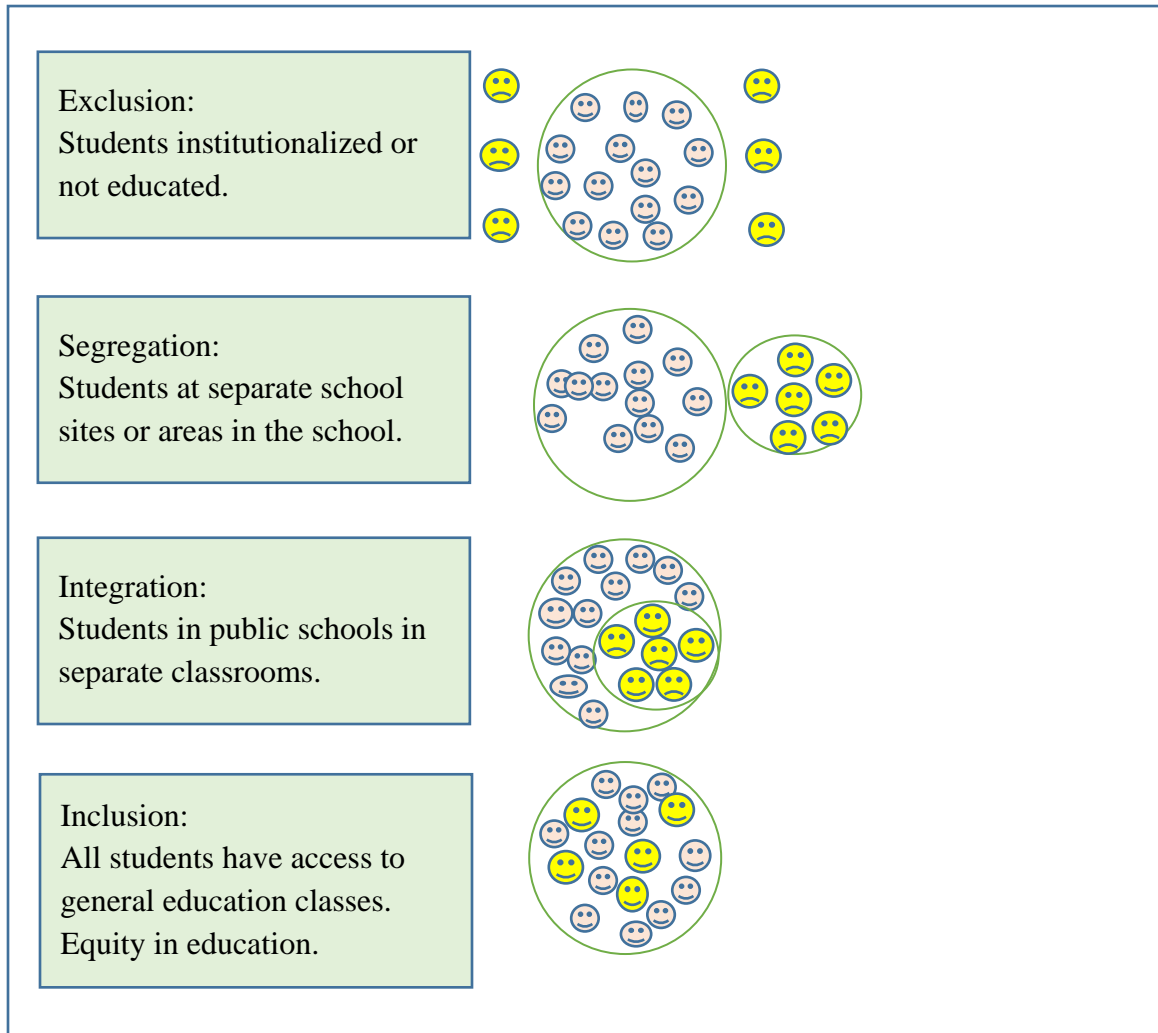 Exclusion:
Students institutionalized or
not educated.
Segregation:
Students at separate school
sites or areas in the school.
Integration:
Students in public schools in
separate classrooms.
Inclusion:
All students have access to
general education classes.
Equity in education.